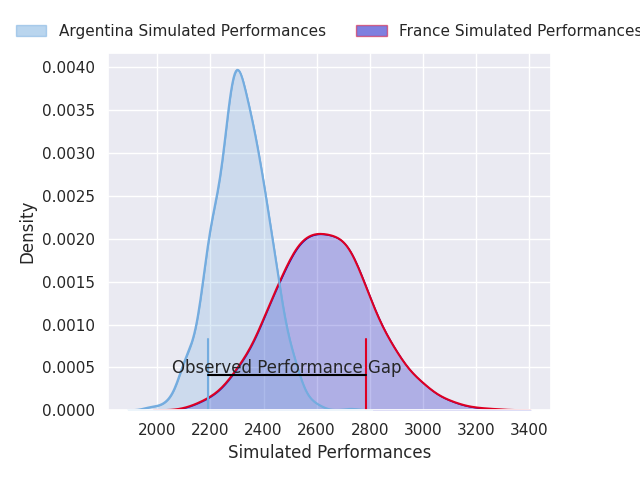 Argentina Simulated Performances France Simulated Performances
0.0040
0.0035
0.0030
0.0025
0.0020
0.0015
0.0010
0.0005
0.0000
Density
Observed Performance Gap
2000 2200 2400 2600 2800 3000 3200 3400
Simulated Performances